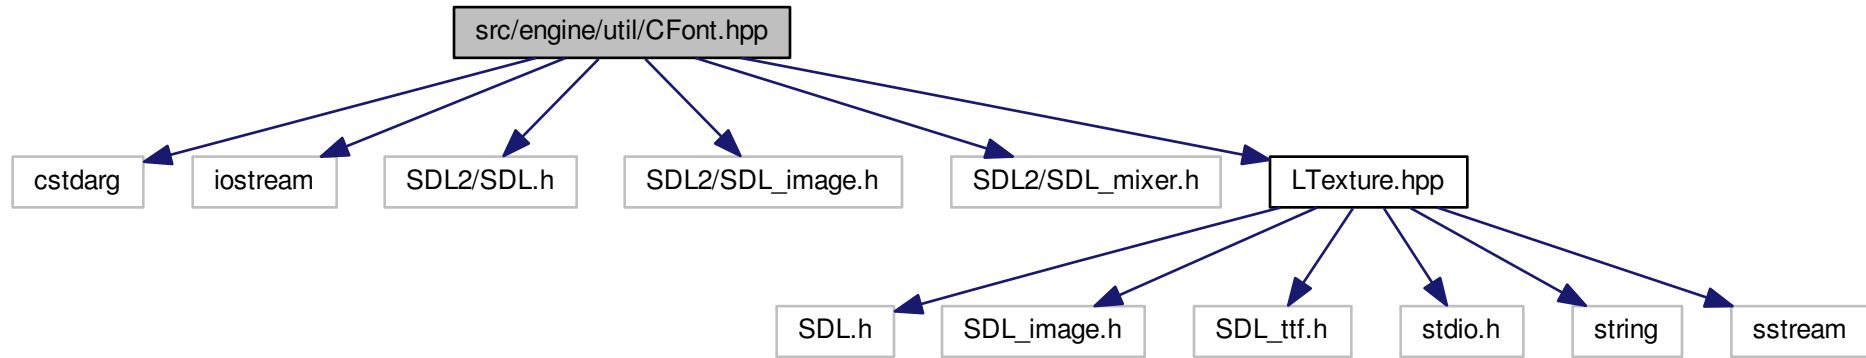 src/engine/util/CFont.hpp
cstdarg
iostream
SDL2/SDL.h
SDL2/SDL_image.h
SDL2/SDL_mixer.h
LTexture.hpp
SDL.h
SDL_image.h
SDL_ttf.h
stdio.h
string
sstream